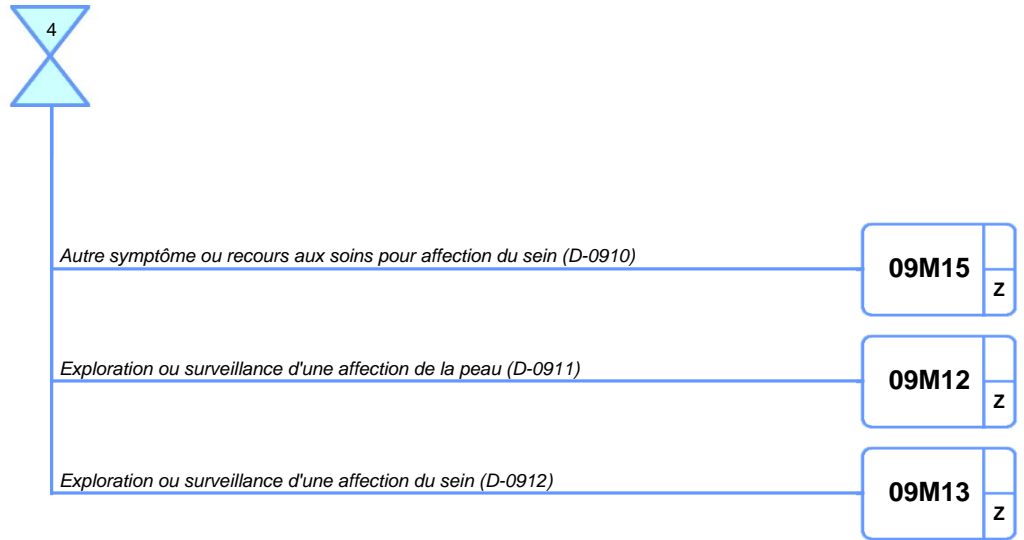 4
Autre symptôme ou recours aux soins pour affection du sein (D-0910)
09M15
Z
Exploration ou surveillance d'une affection de la peau (D-0911)
09M12
Z
Exploration ou surveillance d'une affection du sein (D-0912)
09M13
Z